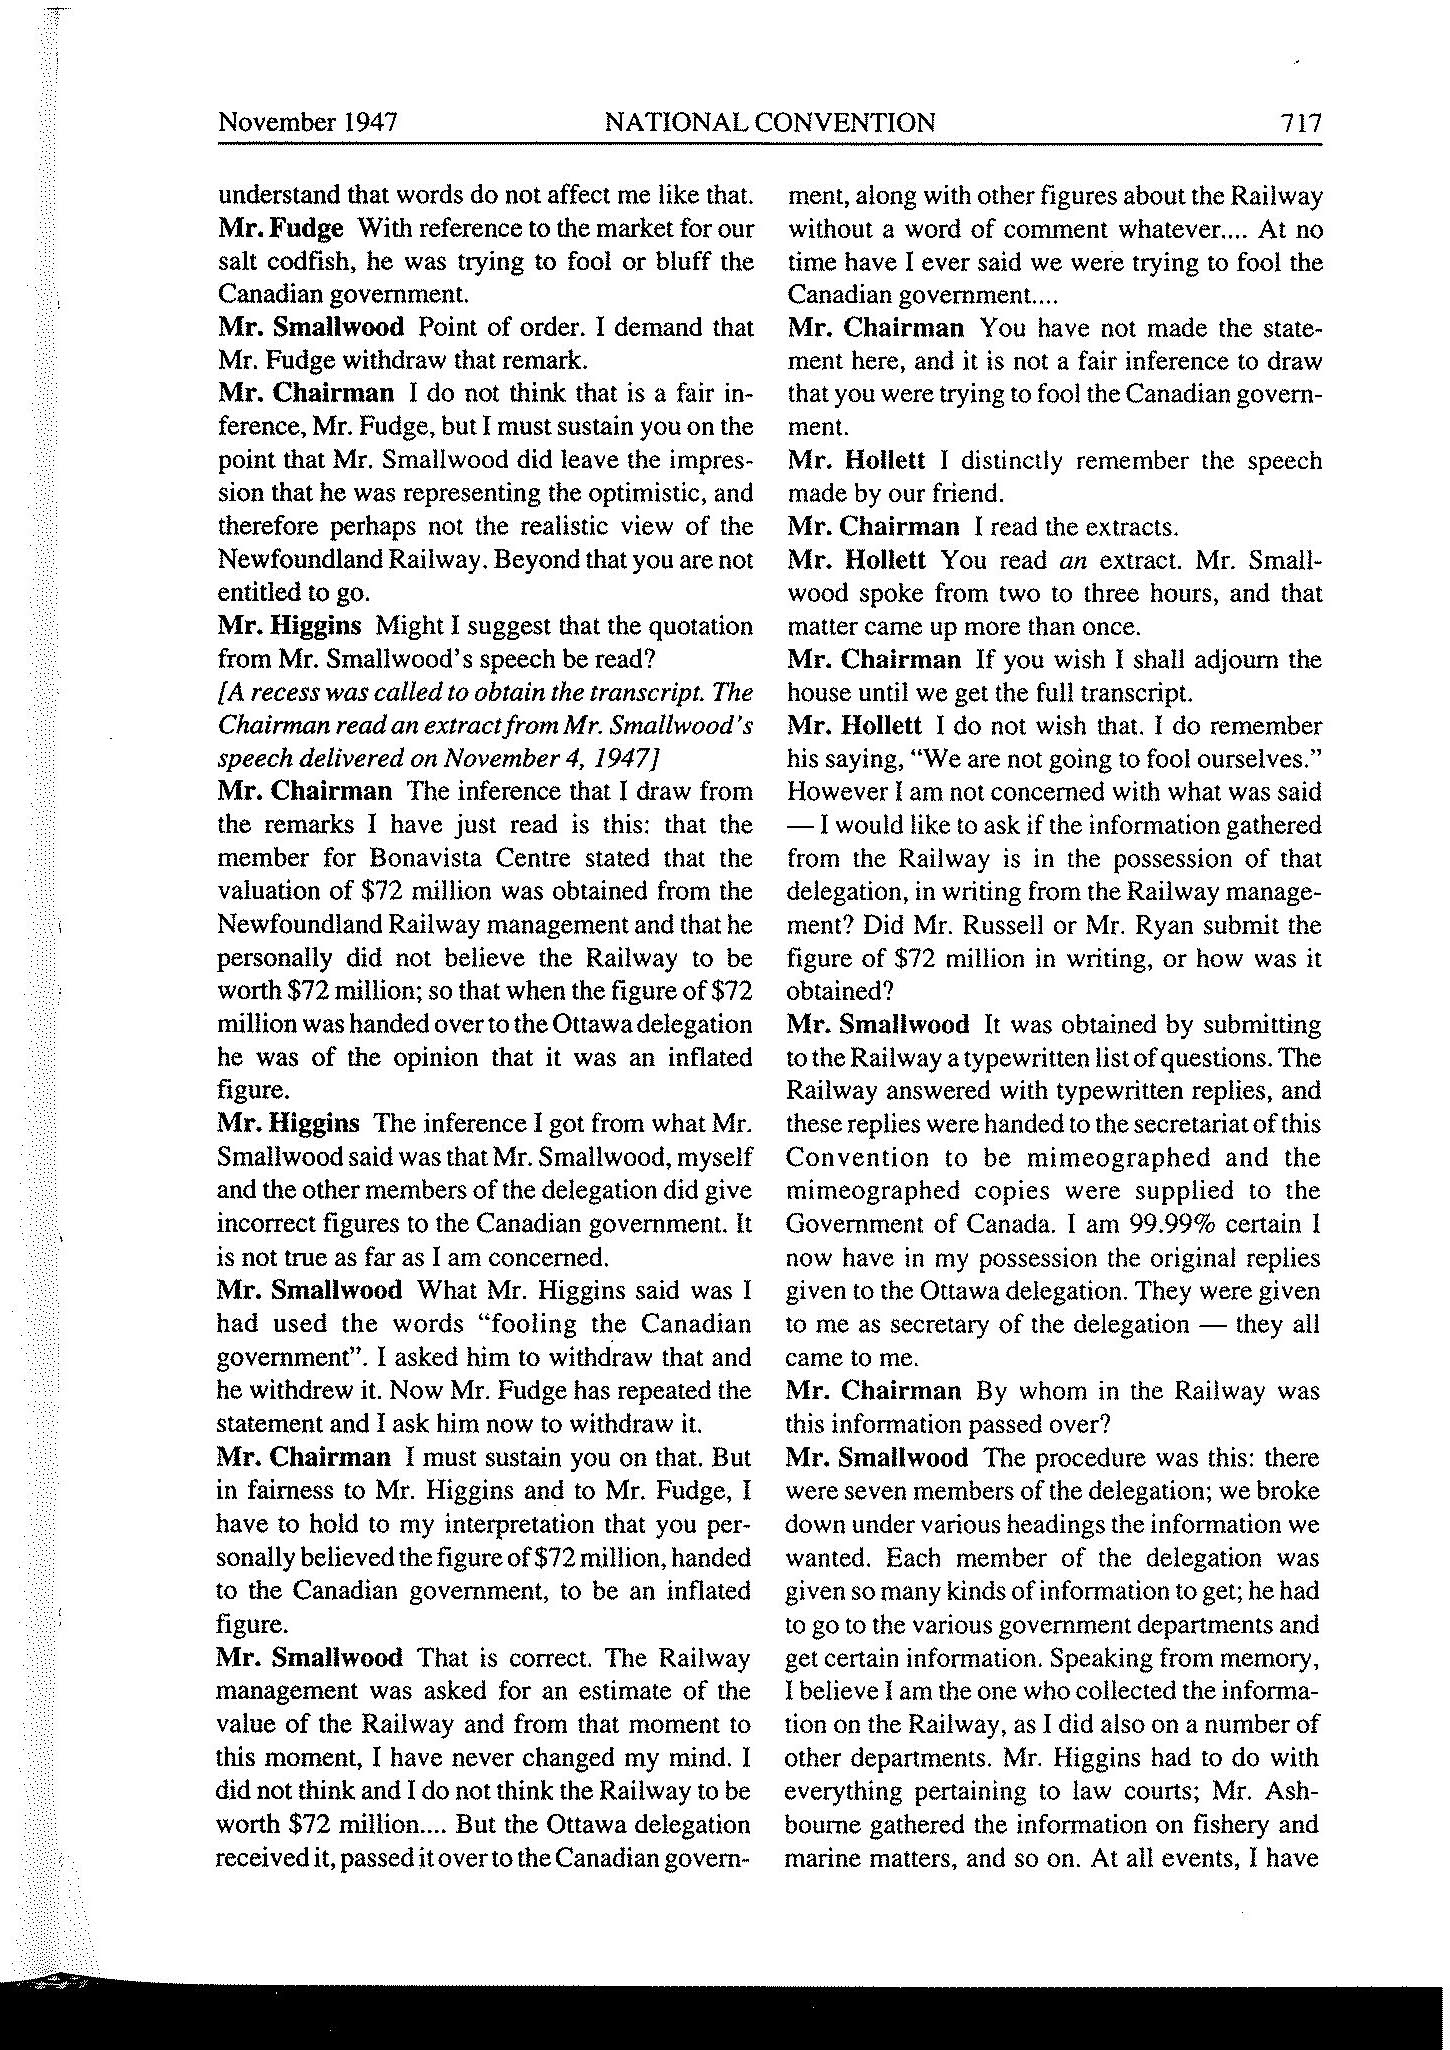 November 1947 NATIONAL CONVENTION 717
understand that words do not affect me like that.
Mr. Fudge With reference to the market for our
salt codfish, he was trying to fool or bluff the
Canadian government.
Mr. Smallwood Point of order. I demand that
Mr. Fudge withdraw that remark.
Mr. Chairman I do not think that is a fair in-
ference, Mr. Fudge, but I must sustain you on the
point that Mr. Smallwood did leave the impres-
sion that he was representing the optimistic, and
therefore perhaps not the realistic view of the
Newfoundland Railway. Beyond that you are not
entitled to go.
Mr. Higgins Might I suggest that the quotation
from Mr. Smallwood's speech be read?
[A recess was called to obtain the transcript. The
Chairman read an extract from Mr. Smallwood's
speech delivered on November 4, 1947]
Mr. Chairman The inference that I draw from
the remarks I have just read is this: that the
member for Bonavista Centre stated that the
valuation of $72 million was obtained from the
Newfoundland Railway management and that he
personally did not believe the Railway to be
worth $72 million; so that when the figure of $72
million was handed over to the Ottawa delegation
he was of the opinion that it was an inflated
figure.
Mr. Higgins The inference I got from what Mr.
Smallwood said was that Mr. Smallwood, myself
and the other members of the delegation did give
incorrect figures to the Canadian government. It
is not true as far as I am concerned.
Mr. Smallwood What Mr. Higgins said was I
had used the words "fooling the Canadian
government". I asked him to withdraw that and
he withdrew it. Now Mr. Fudge has repeated the
statement and I ask him now to withdraw it.
Mr. Chairman I must sustain you on that. But
in fairness to Mr. Higgins and to Mr. Fudge, I
have to hold to my interpretation that you per-
sonally believed the figure of $72 million, handed
to the Canadian government, to be an inflated
figure.
Mr. Smallwood That is correct. The Railway
management was asked for an estimate of the
value of the Railway and from that moment to
this moment, I have never changed my mind. I
did not think and I do not think the Railway to be
worth $72 million.... But the Ottawa delegation
received it, passed it over to the Canadian govern-
ment, along with other figures about the Railway
without a word of comment whatever.... At no
time have I ever said we were trying to fool the
Canadian government....
Mr. Chairman You have not made the state-
ment here, and it is not a fair inference to draw
that you were trying to fool the Canadian govern-
ment.
Mr. Hollett I distinctly remember the speech
made by our friend.
Mr. Chairman I read the extracts.
Mr. Hollett You read an extract. Mr. Small-
wood spoke from two to three hours, and that
matter came up more than once.
Mr. Chairman If you wish I shall adjourn the
house until we get the full transcript.
Mr. Hollett I do not wish that. I do remember
his saying, "We are not going to fool ourselves."
However I am not concerned with what was said
— I would like to ask if the information gathered
from the Railway is in the possession of that
delegation, in writing from the Railway manage-
ment? Did Mr. Russell or Mr. Ryan submit the
figure of $72 million in writing, or how was it
obtained?
Mr. Smallwood It was obtained by submitting
to the Railway a typewritten list of questions. The
Railway answered with typewritten replies, and
these replies were handed to the secretariat of this
Convention to be mimeographed and the
mimeographed copies were supplied to the
Government of Canada. I am 99.99% certain I
now have in my possession the original replies
given to the Ottawa delegation. They were given
to me as secretary of the delegation — they all
came to me.
Mr. Chairman By whom in the Railway was
this information passed over?
Mr. Smallwood The procedure was this: there
were seven members of the delegation; we broke
down under various headings the information we
wanted. Each member of the delegation was
given so many kinds of information to get; he had
to go to the various government departments and
get certain information. Speaking from memory,
I believe I am the one who collected the informa-
tion on the Railway, as I did also on a number of
other departments. Mr. Higgins had to do with
everything pertaining to law courts; Mr. Ash-
bourne gathered the information on fishery and
marine matters, and so on. At all events, I have